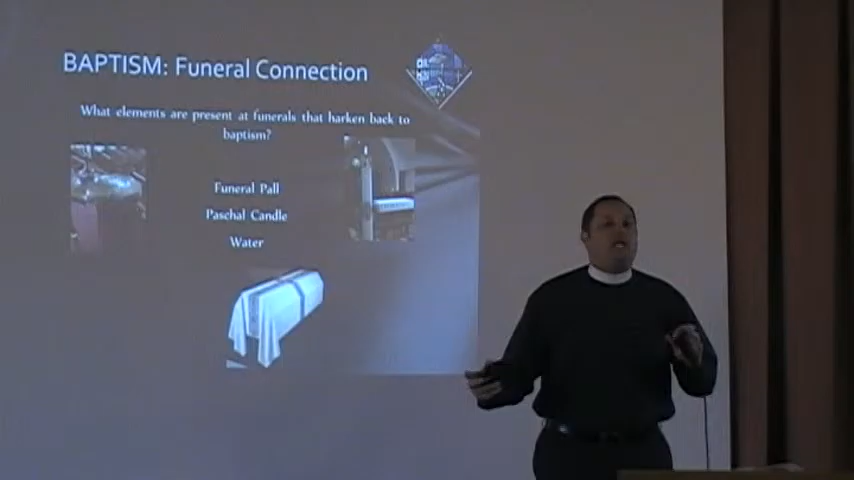 BAPTISM: Funeral Connection
What elements are present at funerals that harken back to
baptism?
Funeral Pall
Paschal Candle
Water